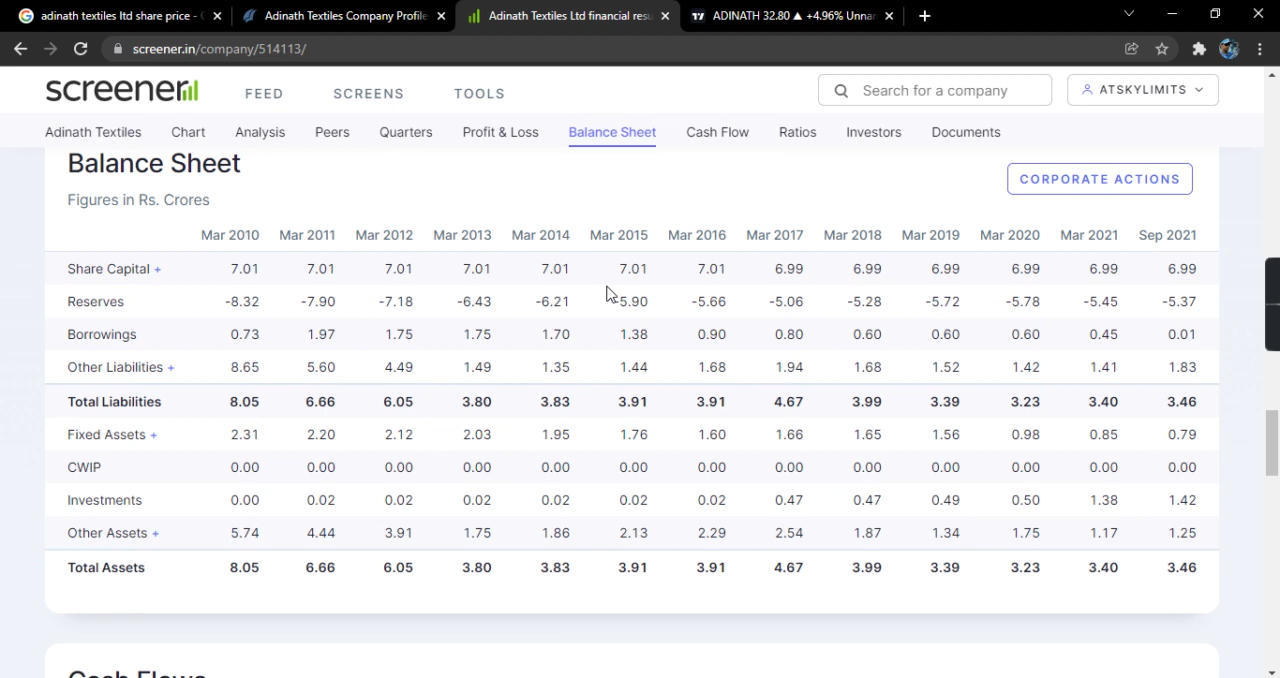 adinath textiles ltd share price -
Adinath Textiles Company Profile
Adinath Textiles Ltd financial resu
ADINATH 32.80 ▲ +4.96% Unnar
screener.in/company/514113/
screener
FEED SCREENS TOOLS
Search for a company
ATSKYLIMITS
Adinath Textiles Chart Analysis Peers Quarters Profit & Loss Balance Sheet Cash Flow Ratios Investors Documents
Balance Sheet
CORPORATE ACTIONS
Figures in Rs. Crores
Mar 2010 Mar 2011 Mar 2012 Mar 2013 Mar 2014 Mar 2015 Mar 2016 Mar 2017 Mar 2018 Mar 2019 Mar 2020 Mar 2021 Sep 2021
Share Capital + 7.01 7.01 7.01 7.01 7.01 7.01 7.01 6.99 6.99 6.99 6.99 6.99 6.99
Reserves -8.32 -7.90 -7.18 -6.43 -6.21 -5.90 -5.66 -5.06 -5.28 -5.72 -5.78 -5.45 -5.37
Borrowings 0.73 1.97 1.75 1.75 1.70 1.38 0.90 0.80 0.60 0.60 0.60 0.45 0.01
Other Liabilities + 8.65 5.60 4.49 1.49 1.35 1.44 1.68 1.94 1.68 1.52 1.42 1.41 1.83
Total Liabilities 8.05 6.66 6.05 3.80 3.83 3.91 3.91 4.67 3.99 3.39 3.23 3.40 3.46
Fixed Assets + 2.31 2.20 2.12 2.03 1.95 1.76 1.60 1.66 1.65 1.56 0.98 0.85 0.79
CWIP 0.00 0.00 0.00 0.00 0.00 0.00 0.00 0.00 0.00 0.00 0.00 0.00 0.00
Investments 0.00 0.02 0.02 0.02 0.02 0.02 0.02 0.47 0.47 0.49 0.50 1.38 1.42
Other Assets + 5.74 4.44 3.91 1.75 1.86 2.13 2.29 2.54 1.87 1.34 1.75 1.17 1.25
Total Assets 8.05 6.66 6.05 3.80 3.83 3.91 3.91 4.67 3.99 3.39 3.23 3.40 3.46
Cash Flows